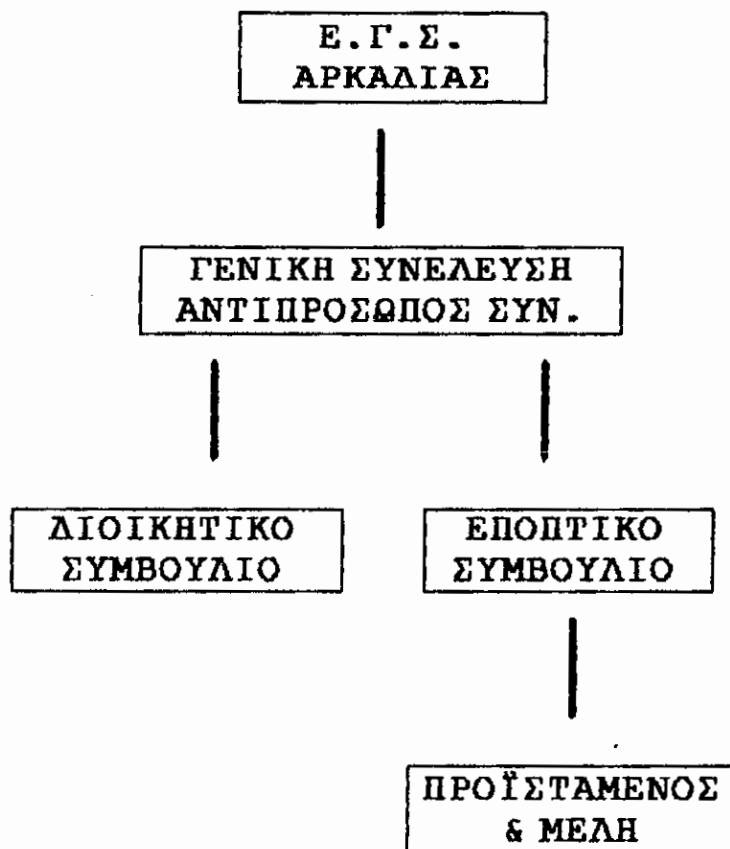 Ε.Γ.Σ.
ΑΡΚΑΔΙΑΣ
ΓΕΝΙΚΗ ΣΥΝΕΛΕΥΣΗ
ΑΝΤΙΠΡΟΣΩΠΟΣ ΣΥΝ.
ΔΙΟΙΚΗΤΙΚΟ
ΣΥΜΒΟΥΛΙΟ
ΕΠΟΠΤΙΚΟ
ΣΥΜΒΟΥΛΙΟ
ΠΡΟΪΣΤΑΜΕΝΟΣ
& ΜΕΛΗ